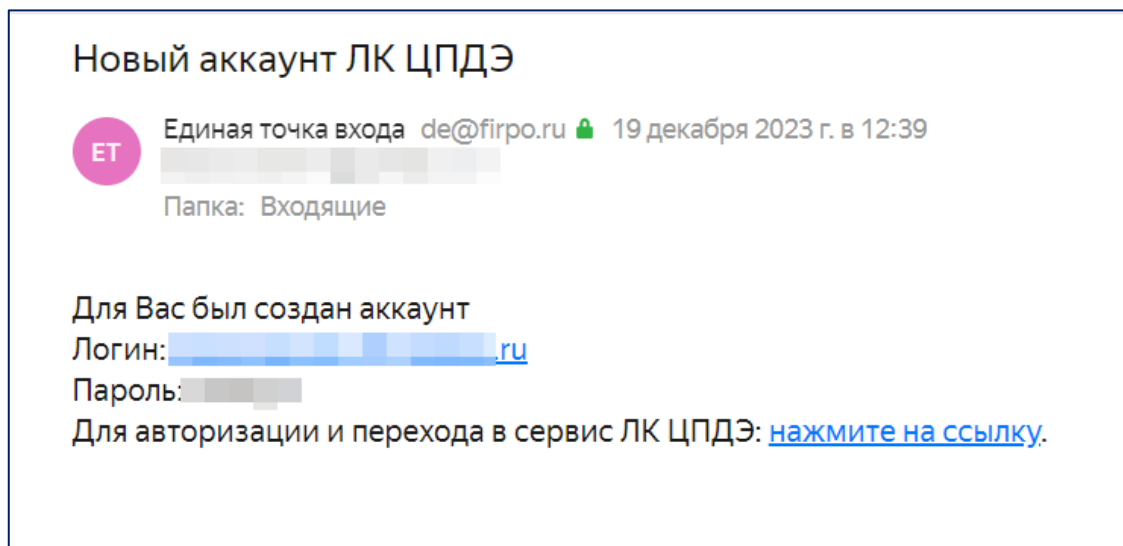 Новый аккаунт ЛК ЦПДЭ
Единая точка входа de@firpo.ru 19 декабря 2023 г. в 12:39
ЕТ
Папка: Входящие
Для Вас был создан аккаунт
Логин: .ru
Пароль:
Для авторизации и перехода в сервис ЛК ЦПДЭ: нажмите на ссылку.